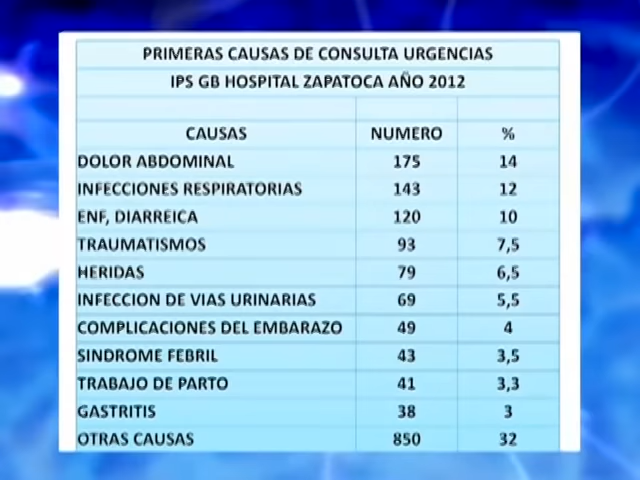 PRIMERAS CAUSAS DE CONSULTA URGENCIAS
IPS GB HOSPITAL ZAPATOCA AÑO 2012
CAUSAS NUMERO %
DOLOR ABDOMINAL 175 14
INFECCIONES RESPIRATORIAS 143 12
ENF, DIARREICA 120 10
TRAUMATISMOS 93 7,5
HERIDAS 79 6,5
INFECCION DE VIAS URINARIAS 69 5,5
COMPLICACIONES DEL EMBARAZO 49 4
SINDROME FEBRIL 43 3,5
TRABAJO DE PARTO 41 3,3
GASTRITIS 38 3
OTRAS CAUSAS 850 32